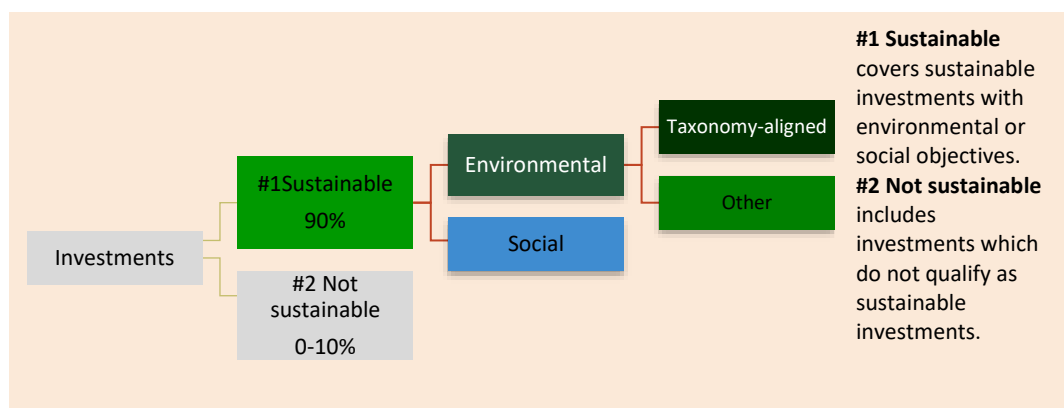 Investments
#1Sustainable
90%
#2 Not
sustainable
0-10%
Environmental
Social
Taxonomy-aligned
Other
#1 Sustainable
covers sustainable
investments with
environmental or
social objectives.
#2 Not sustainable
includes
investments which
do not qualify as
sustainable
investments.